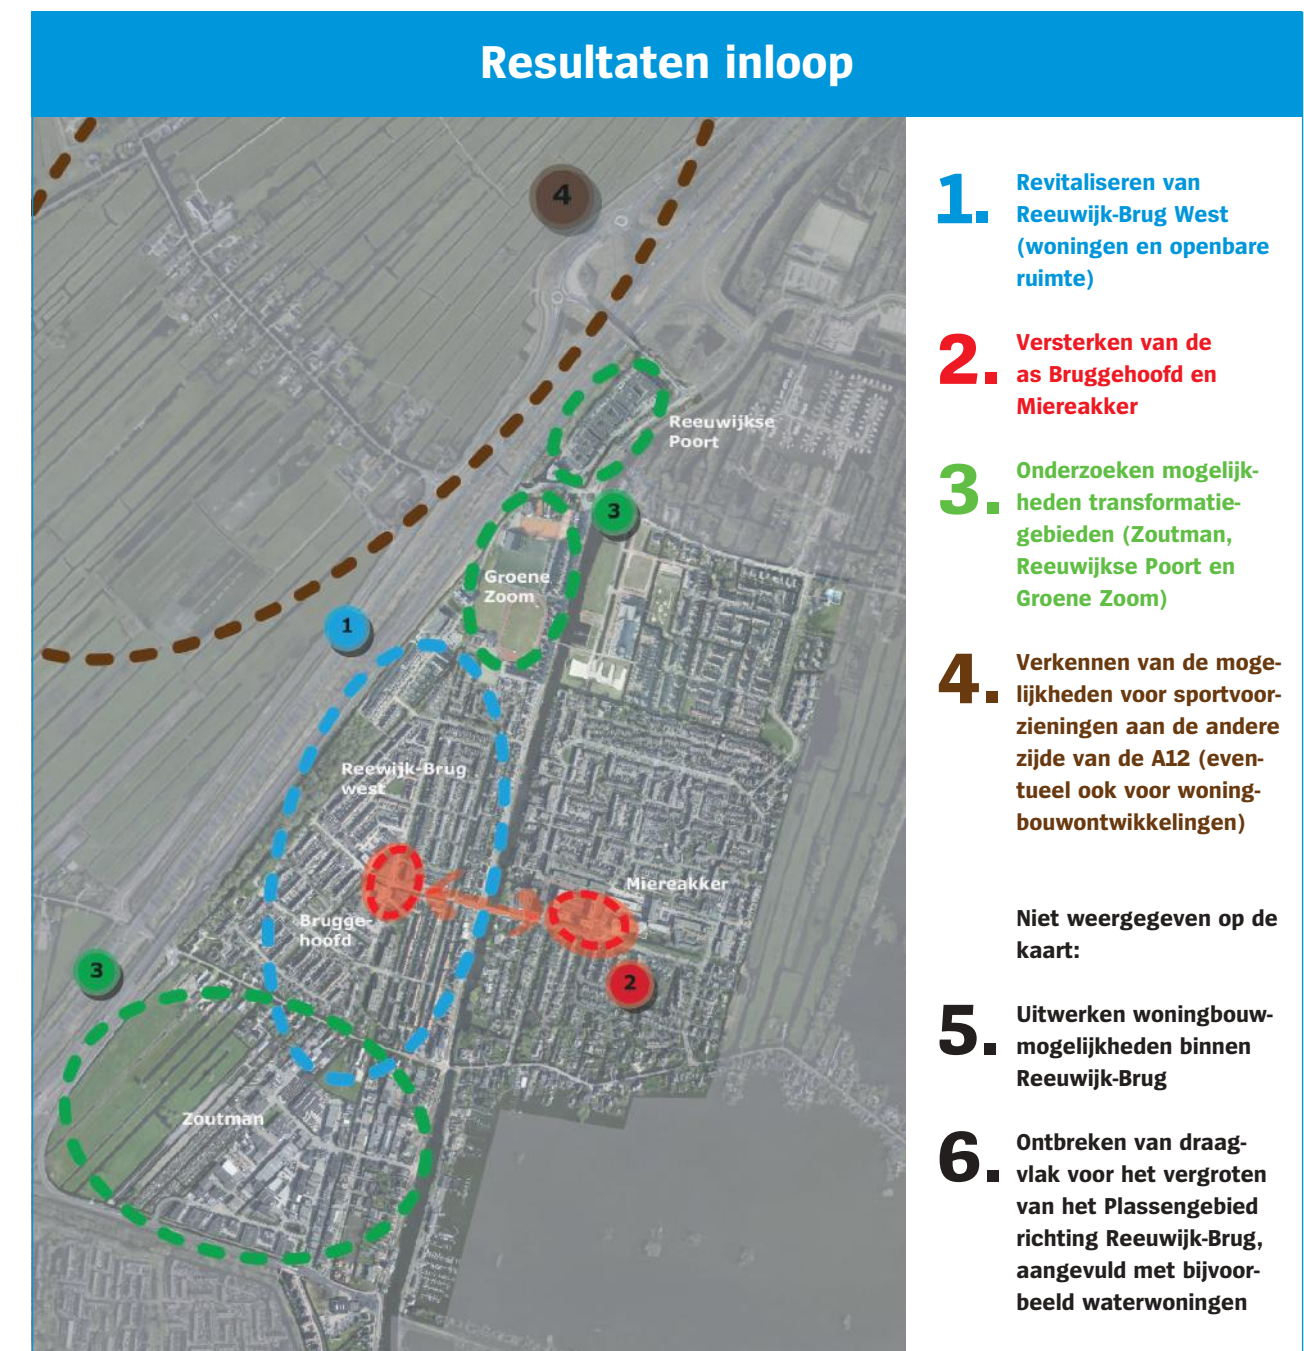 Resultaten inloop
4
Reeuwijkse
Poort
3
Groene
Zoom
1
Reewijk-Brug
west
Miereakker
Brugge-
hoofd
3
2
Zoutman
1. Revitaliseren van
Reeuwijk-Brug West
(woningen en openbare
ruimte)
2. Versterken van de
as Bruggehoofd en
Miereakker
3. Onderzoeken mogelijk-
heden transformatie-
gebieden (Zoutman,
Reeuwijkse Poort en
Groene Zoom)
4. Verkennen van de moge-
lijkheden voor sportvoor-
zieningen aan de andere
zijde van de A12 (even-
tueel ook voor woning-
bouwontwikkelingen)
Niet weergegeven op de
kaart:
5. Uitwerken woningbouw-
mogelijkheden binnen
Reeuwijk-Brug
6. Ontbreken van draag-
vlak voor het vergroten
van het Plassengebied
richting Reeuwijk-Brug,
aangevuld met bijvoor-
beeld waterwoningen